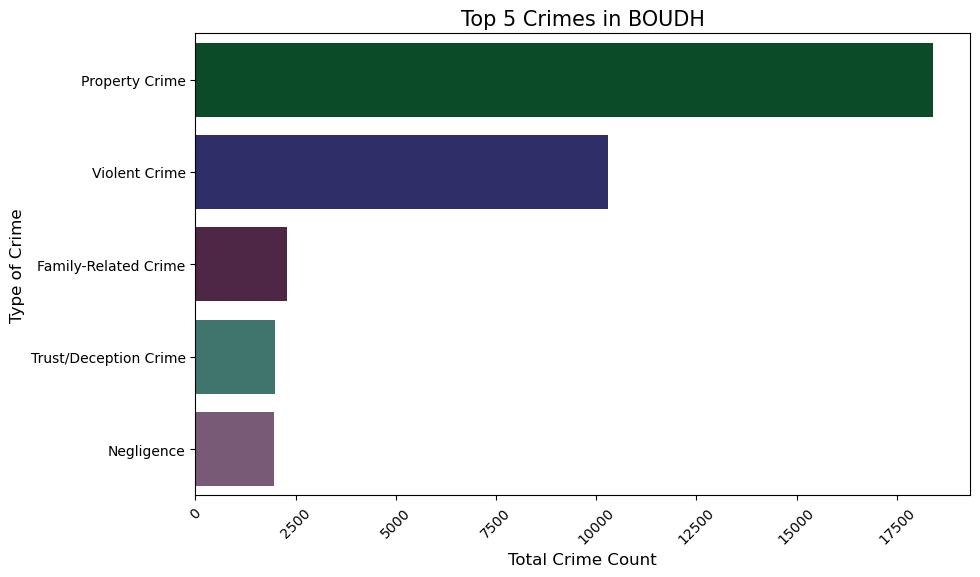 Top 5 Crimes in BOUDH
Type of Crime
Property Crime
Violent Crime
Family-Related Crime
Trust/Deception Crime
Negligence
0
2500
5000
7500
10000
12500
15000
17500
Total Crime Count